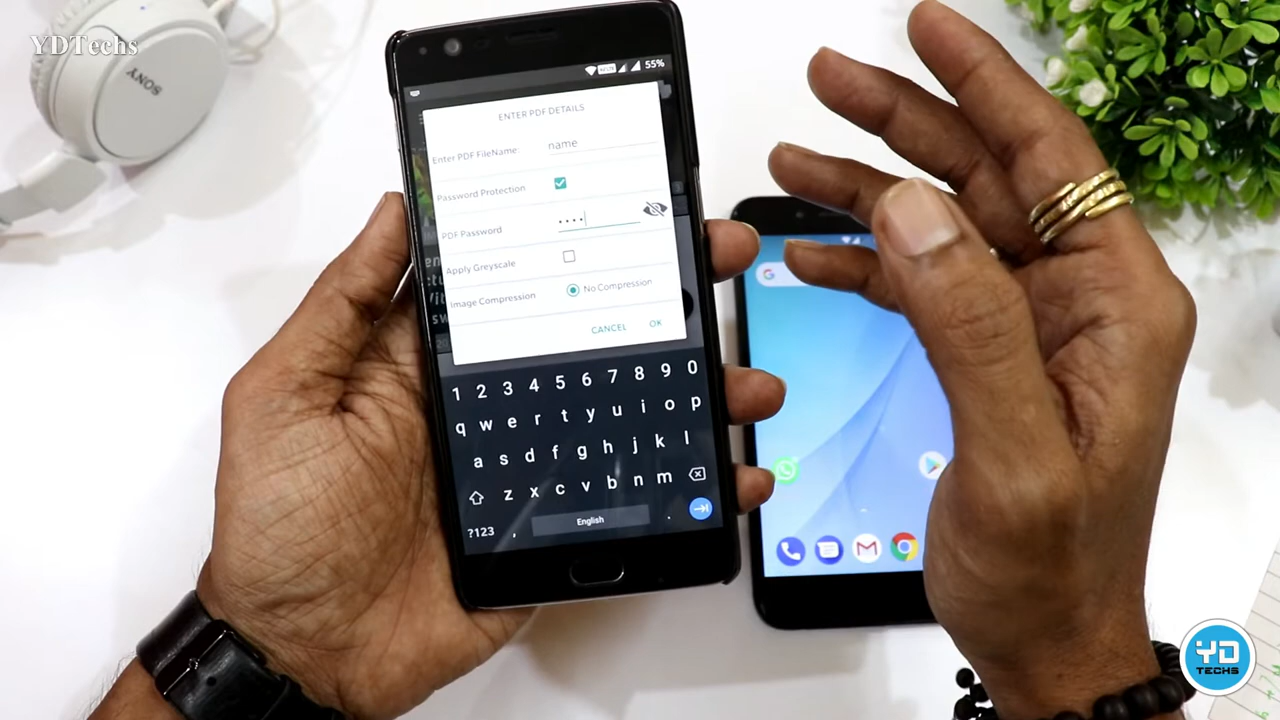 YDTechs
SONY
55%
ENTER PDF DETAILS
Enter PDF FileName: name
Password Protection
PDF Password ••••
Apply Greyscale
Image Compression No Compression
CANCEL OK
1 2 3 4 5 6 7 8 9 0
q w e r t y u i o p
a s d f g h j k l
z x c v b n m
?123 , English .
G
YD
TECHS